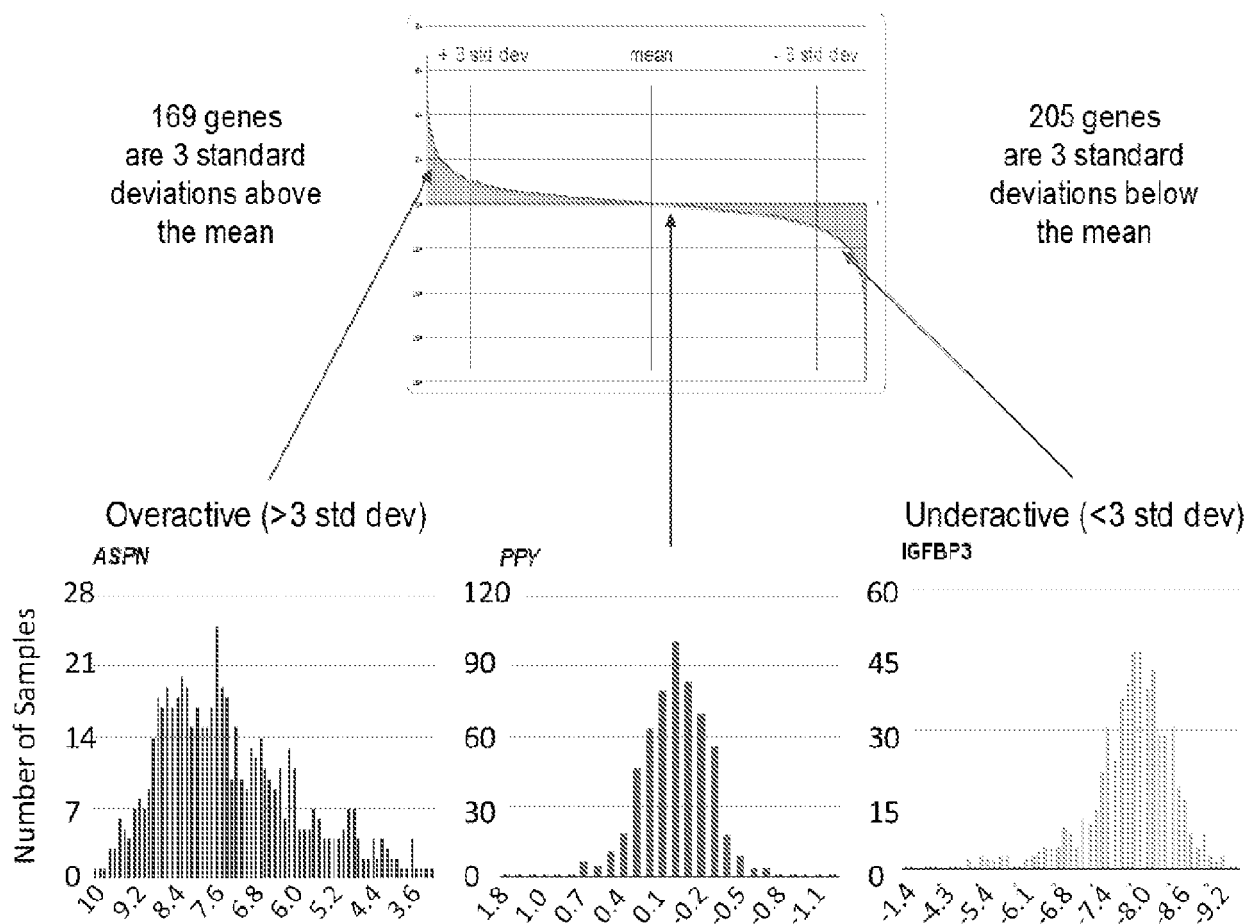 + 3 std dev
mean
- 3 std dev
169 genes
are 3 standard
deviations above
the mean
205 genes
are 3 standard
deviations below
the mean
Overactive (>3 std dev)
Underactive (<3 std dev)
ASPN
PPY
IGFBP3
Number of Samples
28
21
14
7
0
10 9.2 8.4 7.6 6.8 6.0 5.2 4.4 3.6
120
90
60
30
0
1.8 1.0 0.7 0.4 0.1 -0.2 -0.5 -0.8 -1.1
60
45
30
15
0
-1.4 -4.3 -5.4 -6.1 -6.8 -7.4 -8.0 -8.6 -9.2